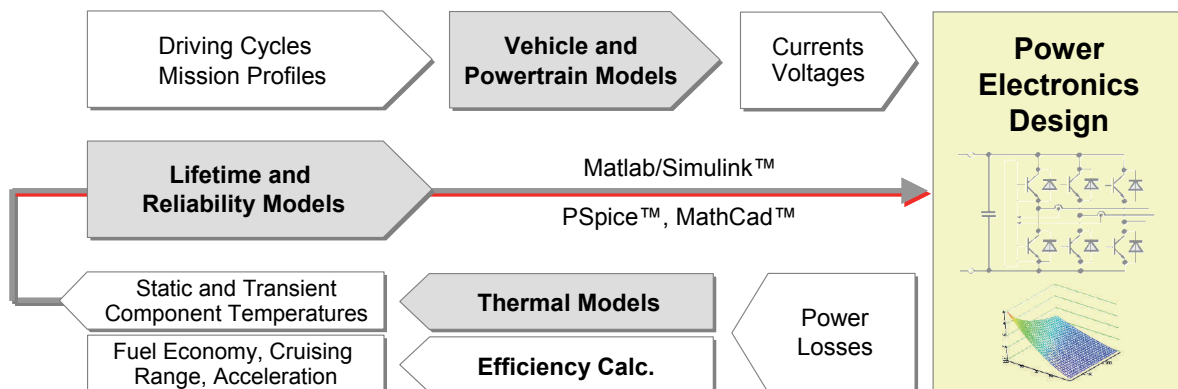 Driving Cycles
Mission Profiles
Vehicle and
Powertrain Models
Currents
Voltages
Power
Electronics
Design
Lifetime and
Reliability Models
Matlab/Simulink™
PSpice™, MathCad™
Static and Transient
Component Temperatures
Thermal Models
Power
Losses
Fuel Economy, Cruising
Range, Acceleration
Efficiency Calc.